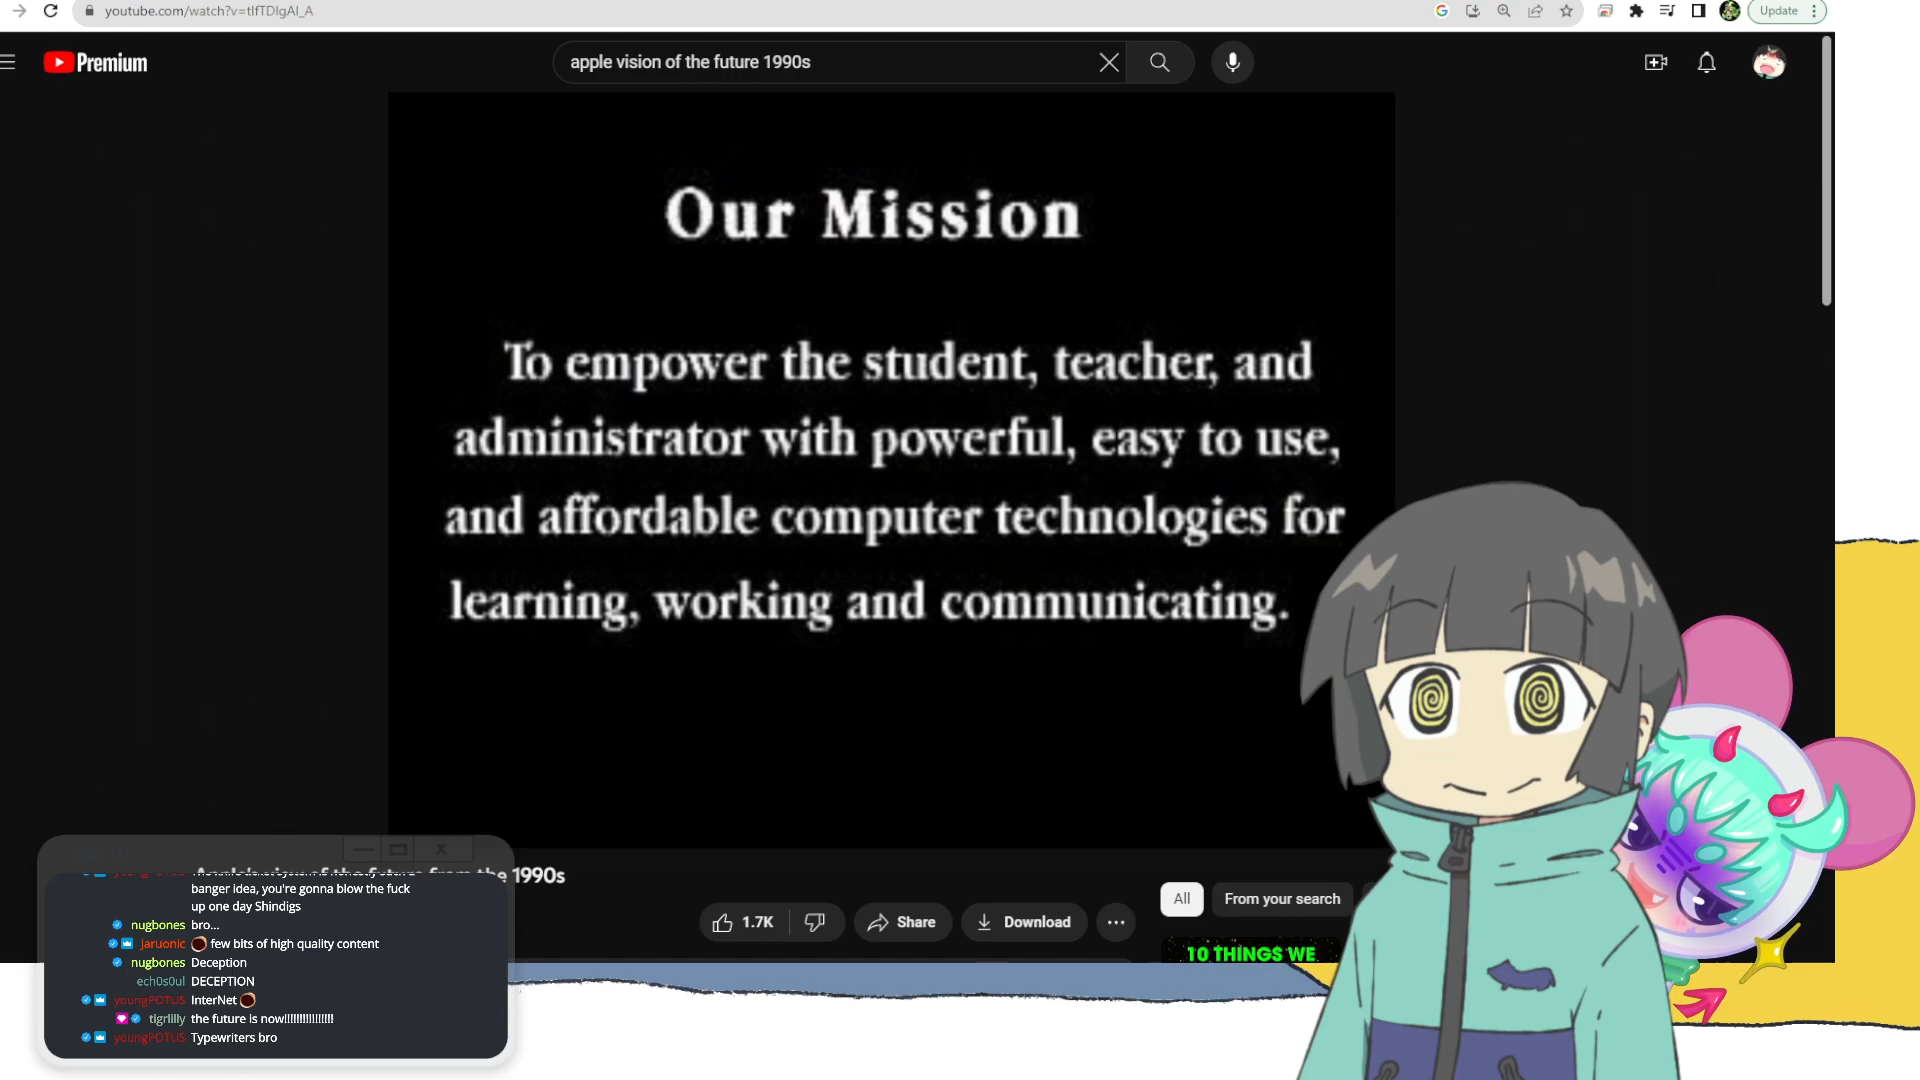 youtube.com/watch?v=tIfTDIgAl_A
Update
Premium
apple vision of the future 1990s
Our Mission
To empower the student, teacher, and
administrator with powerful, easy to use,
and affordable computer technologies for
learning, working and communicating.
1990s
1.7K
Share
Download
All
From your search
10 THINGS WE
banger idea, you're gonna blow the fuck
up one day Shindigs
nugbones bro...
Jaruonic few bits of high quality content
nugbones Deception
ech0s0ul DECEPTION
youngPOTUS InterNet
tigrlilly the future is now!!!!!!!!!!!!!!!!
youngPOTUS Typewriters bro